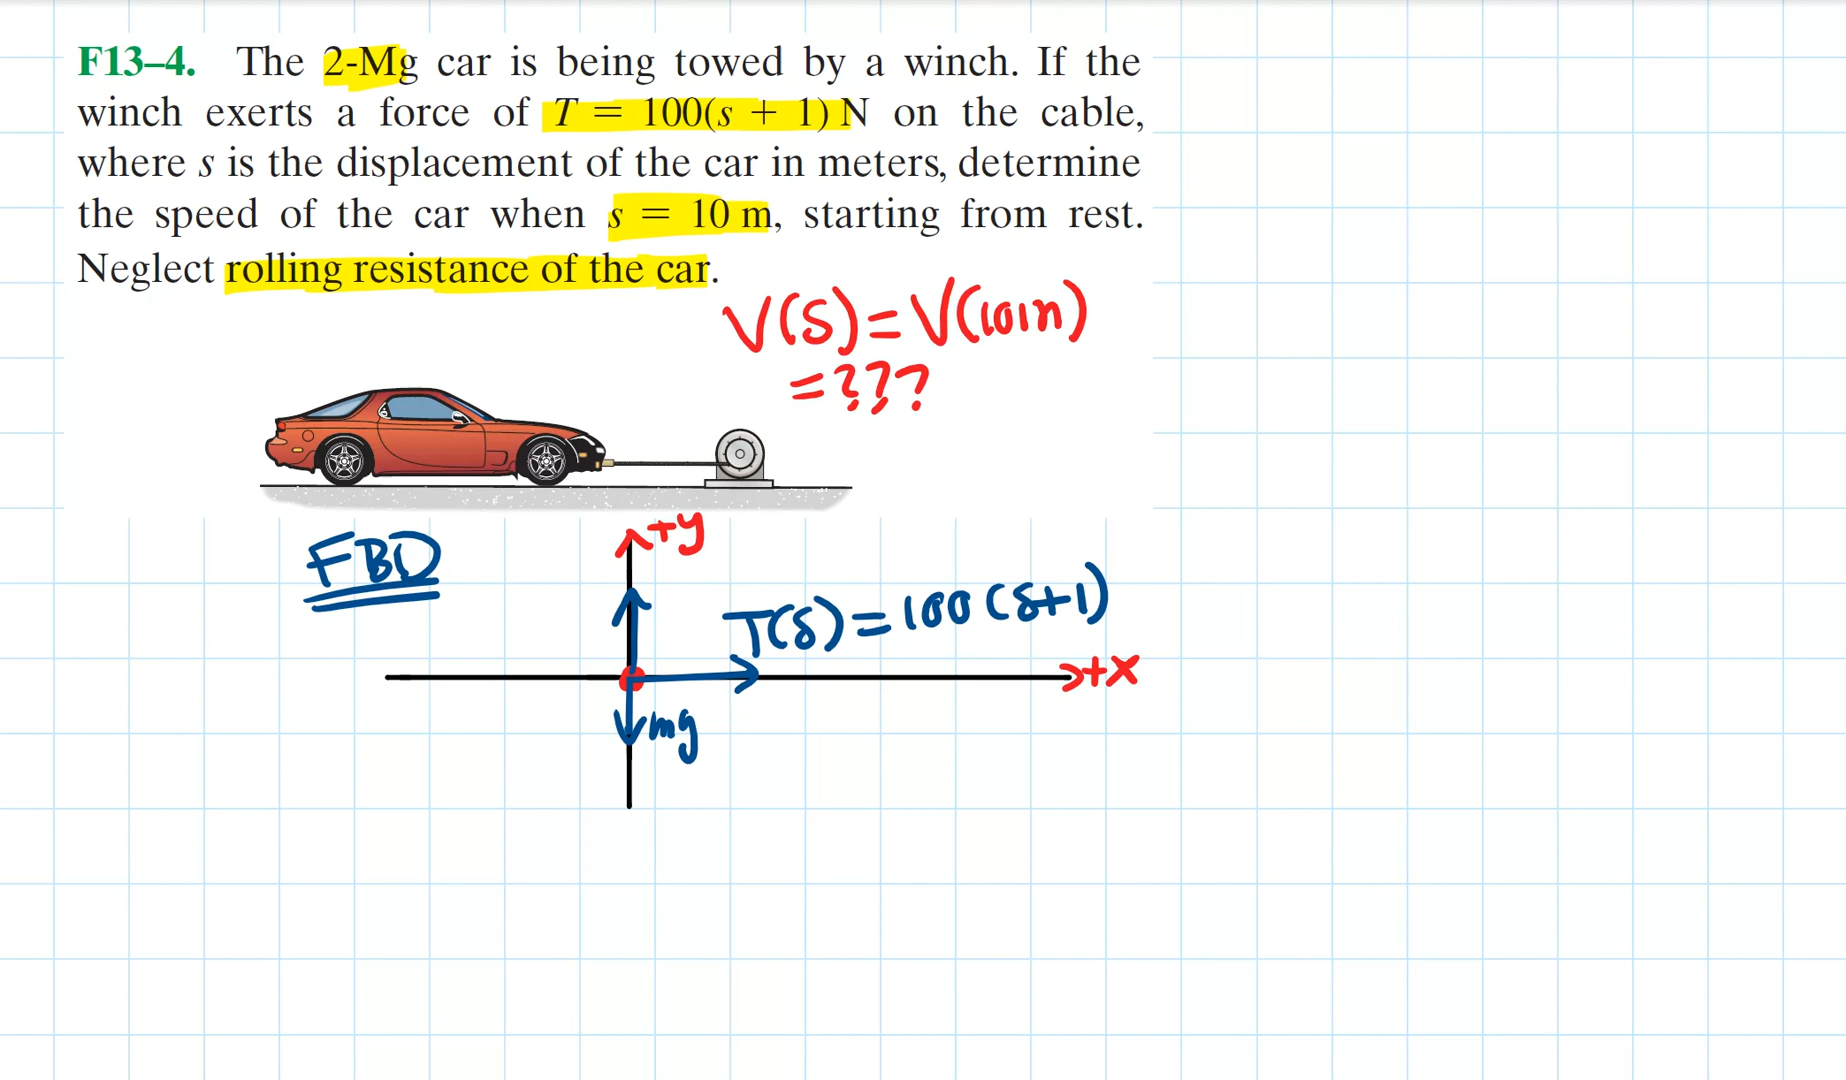 F13–4. The 2-Mg car is being towed by a winch. If the
winch exerts a force of T = 100(s + 1) N on the cable,
where s is the displacement of the car in meters, determine
the speed of the car when s = 10 m, starting from rest.
Neglect rolling resistance of the car.
V(S)=V(10m)
=???
FBD
+y
T(s)=100(s+1)
+x
mg